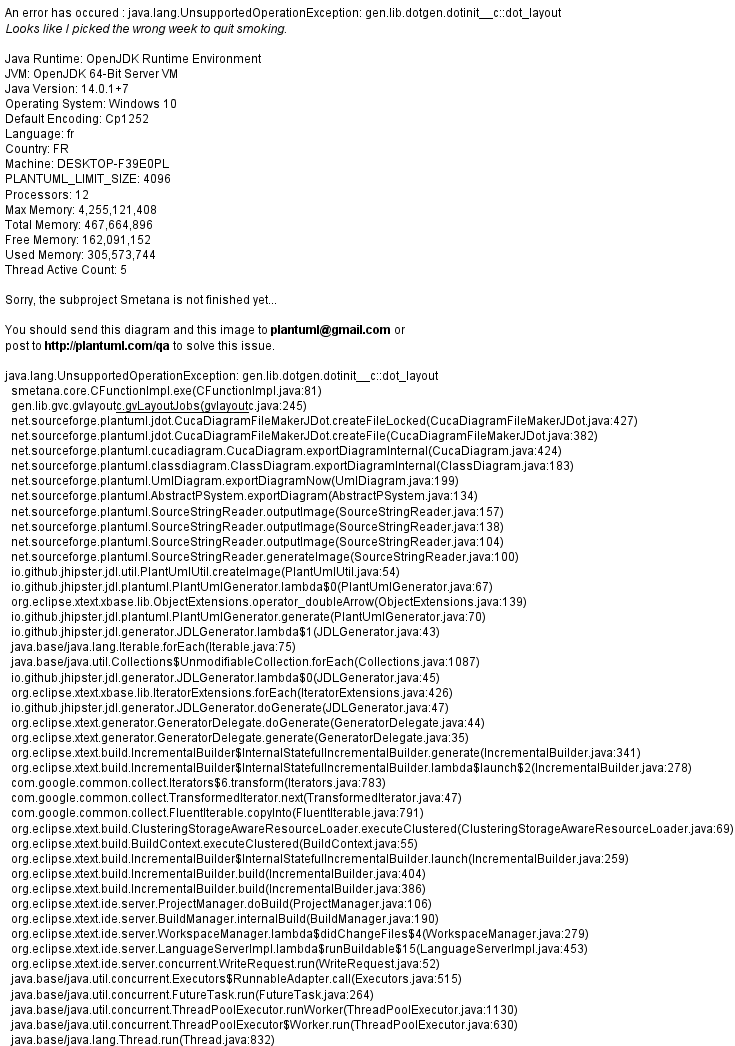 An error has occured : java.lang.UnsupportedOperationException: gen.lib.dotgen.dotinit__c::dot_layout
Looks like I picked the wrong week to quit smoking.
Java Runtime: OpenJDK Runtime Environment
JVM: OpenJDK 64-Bit Server VM
Java Version: 14.0.1+7
Operating System: Windows 10
Default Encoding: Cp1252
Language: fr
Country: FR
Machine: DESKTOP-F39E0PL
PLANTUML_LIMIT_SIZE: 4096
Processors: 12
Max Memory: 4,255,121,408
Total Memory: 467,664,896
Free Memory: 162,091,152
Used Memory: 305,573,744
Thread Active Count: 5
Sorry, the subproject Smetana is not finished yet...
You should send this diagram and this image to plantuml@gmail.com or
post to http://plantuml.com/qa to solve this issue.
java.lang.UnsupportedOperationException: gen.lib.dotgen.dotinit__c::dot_layout
smetana.core.CFunctionImpl.exe(CFunctionImpl.java:81)
gen.lib.gvc.gvlayoutc.gvLayoutJobs(gvlayoutc.java:245)
net.sourceforge.plantuml.jdot.CucaDiagramFileMakerJDot.createFileLocked(CucaDiagramFileMakerJDot.java:427)
net.sourceforge.plantuml.jdot.CucaDiagramFileMakerJDot.createFile(CucaDiagramFileMakerJDot.java:382)
net.sourceforge.plantuml.cucadiagram.CucaDiagram.exportDiagramInternal(CucaDiagram.java:424)
net.sourceforge.plantuml.classdiagram.ClassDiagram.exportDiagramInternal(ClassDiagram.java:183)
net.sourceforge.plantuml.UmlDiagram.exportDiagramNow(UmlDiagram.java:199)
net.sourceforge.plantuml.AbstractPSystem.exportDiagram(AbstractPSystem.java:134)
net.sourceforge.plantuml.SourceStringReader.outputImage(SourceStringReader.java:157)
net.sourceforge.plantuml.SourceStringReader.outputImage(SourceStringReader.java:138)
net.sourceforge.plantuml.SourceStringReader.outputImage(SourceStringReader.java:104)
net.sourceforge.plantuml.SourceStringReader.generateImage(SourceStringReader.java:100)
io.github.jhipster.jdl.util.PlantUmlUtil.createImage(PlantUmlUtil.java:54)
io.github.jhipster.jdl.plantuml.PlantUmlGenerator.lambda$0(PlantUmlGenerator.java:67)
org.eclipse.xtext.xbase.lib.ObjectExtensions.operator_doubleArrow(ObjectExtensions.java:139)
io.github.jhipster.jdl.plantuml.PlantUmlGenerator.generate(PlantUmlGenerator.java:70)
io.github.jhipster.jdl.generator.JDLGenerator.lambda$1(JDLGenerator.java:43)
java.base/java.lang.Iterable.forEach(Iterable.java:75)
java.base/java.util.Collections$UnmodifiableCollection.forEach(Collections.java:1087)
io.github.jhipster.jdl.generator.JDLGenerator.lambda$0(JDLGenerator.java:45)
org.eclipse.xtext.xbase.lib.IteratorExtensions.forEach(IteratorExtensions.java:426)
io.github.jhipster.jdl.generator.JDLGenerator.doGenerate(JDLGenerator.java:47)
org.eclipse.xtext.generator.GeneratorDelegate.doGenerate(GeneratorDelegate.java:44)
org.eclipse.xtext.generator.GeneratorDelegate.generate(GeneratorDelegate.java:35)
org.eclipse.xtext.build.IncrementalBuilder$InternalStatefulIncrementalBuilder.generate(IncrementalBuilder.java:341)
org.eclipse.xtext.build.IncrementalBuilder$InternalStatefulIncrementalBuilder.lambda$launch$2(IncrementalBuilder.java:278)
com.google.common.collect.Iterators$6.transform(Iterators.java:783)
com.google.common.collect.TransformedIterator.next(TransformedIterator.java:47)
com.google.common.collect.FluentIterable.copyInto(FluentIterable.java:791)
org.eclipse.xtext.build.ClusteringStorageAwareResourceLoader.executeClustered(ClusteringStorageAwareResourceLoader.java:69)
org.eclipse.xtext.build.BuildContext.executeClustered(BuildContext.java:55)
org.eclipse.xtext.build.IncrementalBuilder$InternalStatefulIncrementalBuilder.launch(IncrementalBuilder.java:259)
org.eclipse.xtext.build.IncrementalBuilder.build(IncrementalBuilder.java:404)
org.eclipse.xtext.build.IncrementalBuilder.build(IncrementalBuilder.java:386)
org.eclipse.xtext.ide.server.ProjectManager.doBuild(ProjectManager.java:106)
org.eclipse.xtext.ide.server.BuildManager.internalBuild(BuildManager.java:190)
org.eclipse.xtext.ide.server.WorkspaceManager.lambda$didChangeFiles$4(WorkspaceManager.java:279)
org.eclipse.xtext.ide.server.LanguageServerImpl.lambda$runBuildable$15(LanguageServerImpl.java:453)
org.eclipse.xtext.ide.server.concurrent.WriteRequest.run(WriteRequest.java:52)
java.base/java.util.concurrent.Executors$RunnableAdapter.call(Executors.java:515)
java.base/java.util.concurrent.FutureTask.run(FutureTask.java:264)
java.base/java.util.concurrent.ThreadPoolExecutor.runWorker(ThreadPoolExecutor.java:1130)
java.base/java.util.concurrent.ThreadPoolExecutor$Worker.run(ThreadPoolExecutor.java:630)
java.base/java.lang.Thread.run(Thread.java:832)